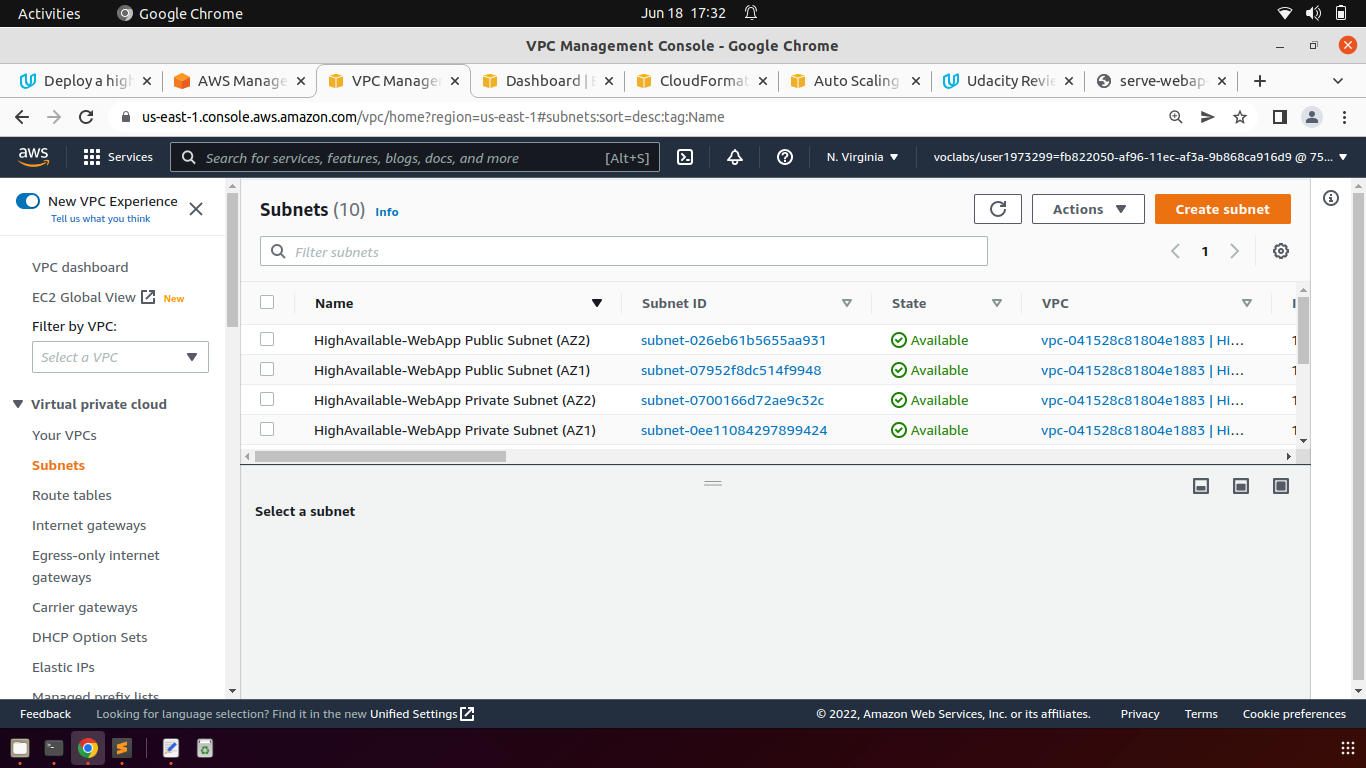 Activities
Google Chrome
Jun 18 17:32
VPC Management Console - Google Chrome
Deploy a high
AWS Manage
VPC Manage
Dashboard | E
CloudFormat
Auto Scaling
Udacity Revie
serve-webap
us-east-1.console.aws.amazon.com/vpc/home?region=us-east-1#subnets:sort=desc:tag:Name
aws
Services
Search for services, features, blogs, docs, and more
[Alt+S]
N. Virginia
voclabs/user1973299=fb822050-af96-11ec-af3a-9b868ca916d9 @ 75...
New VPC Experience
Tell us what you think
VPC dashboard
EC2 Global View
New
Filter by VPC:
Select a VPC
Virtual private cloud
Your VPCs
Subnets
Route tables
Internet gateways
Egress-only internet
gateways
Carrier gateways
DHCP Option Sets
Elastic IPs
Managed prefix lists
Subnets (10)
Info
Actions
Create subnet
Filter subnets
1
Name
Subnet ID
State
VPC
HighAvailable-WebApp Public Subnet (AZ2)
subnet-026eb61b5655aa931
Available
vpc-041528c81804e1883 | Hi...
HighAvailable-WebApp Public Subnet (AZ1)
subnet-07952f8dc514f9948
Available
vpc-041528c81804e1883 | Hi...
HighAvailable-WebApp Private Subnet (AZ2)
subnet-0700166d72ae9c32c
Available
vpc-041528c81804e1883 | Hi...
HighAvailable-WebApp Private Subnet (AZ1)
subnet-0ee11084297899424
Available
vpc-041528c81804e1883 | Hi...
Select a subnet
Feedback
Looking for language selection? Find it in the new Unified Settings
© 2022, Amazon Web Services, Inc. or its affiliates.
Privacy
Terms
Cookie preferences